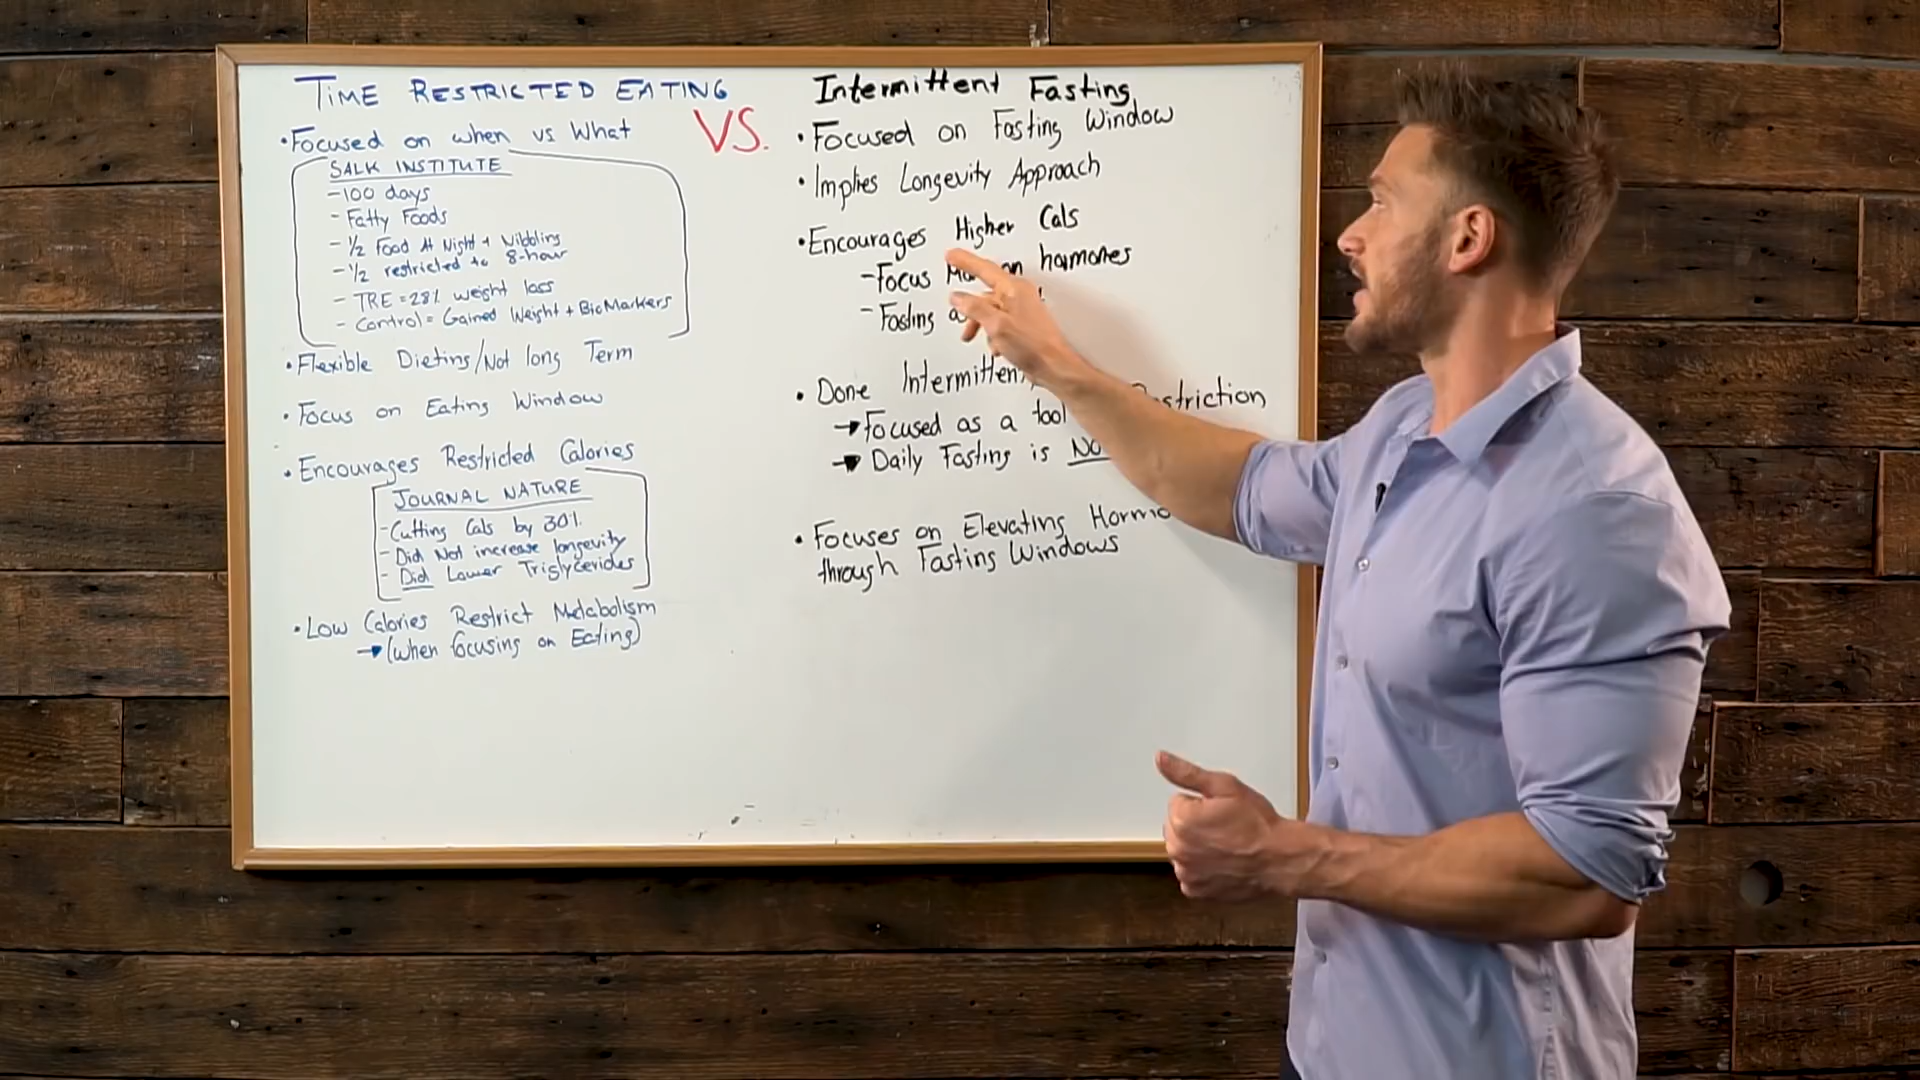 TIME RESTRICTED EATING
•Focused on when vs What
SALK INSTITUTE
-100 days
- Fatty Foods
- 1/2 Food At Night + Nibbling
- 1/2 restricted to 8-hour
- TRE = 28% weight loss
- Control = Gained Weight + BioMarkers
•Flexible Dieting/Not long Term
•Focus on Eating Window
•Encourages Restricted Calories
JOURNAL NATURE
-Cutting Cals by 30%
- Did Not increase longevity
- Did Lower Triglycerides
•Low Calories Restrict Metabolism
→(when focusing on Eating)
VS.
Intermittent Fasting
•Focused on Fasting Window
•Implies Longevity Approach
•Encourages Higher Cals
-Focus on hormones
-Fasting
•Done Intermittent
→Focused as a tool
→Daily Fasting is
•Focuses on Elevating
through Fasting Windows